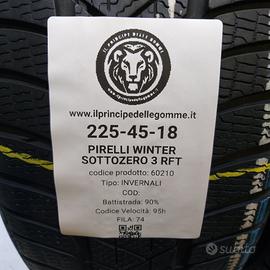 IL PRINCIPE DELLE GOMME
www.ilprincipedellegomme.it
225-45-18
PIRELLI WINTER
SOTTOZERO 3 RFT
codice prodotto: 60210
Tipo: INVERNALI
COD:
Battistrada: 90%
Codice Velocità: 95h
FILA: 74
subito